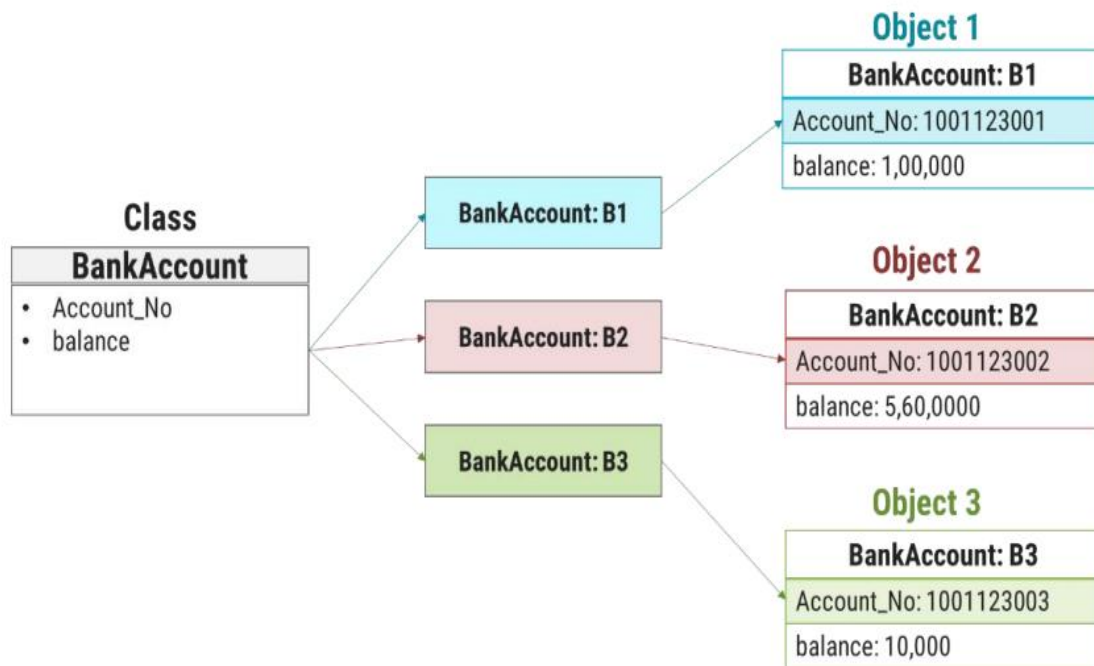 Class
BankAccount
• Account_No
• balance
BankAccount: B1
BankAccount: B2
BankAccount: B3
Object 1
BankAccount: B1
Account_No: 1001123001
balance: 1,00,000
Object 2
BankAccount: B2
Account_No: 1001123002
balance: 5,60,0000
Object 3
BankAccount: B3
Account_No: 1001123003
balance: 10,000